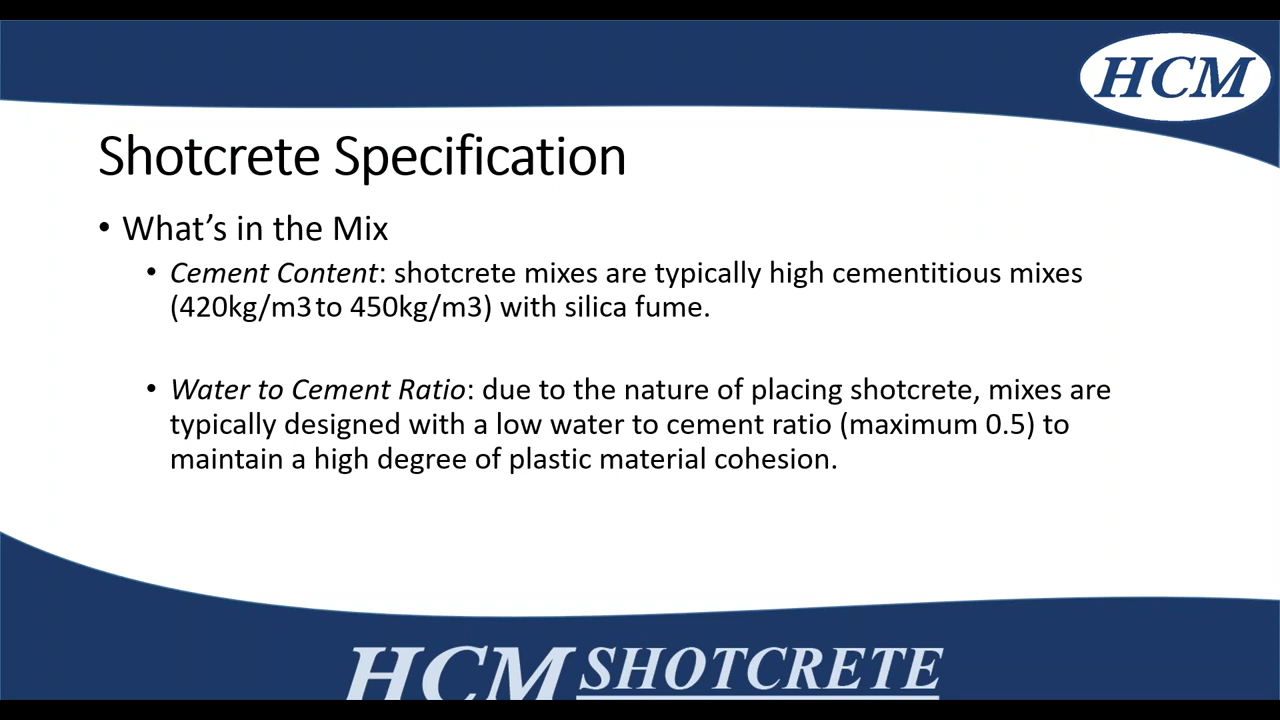 HCM
Shotcrete Specification
• What's in the Mix
• Cement Content: shotcrete mixes are typically high cementitious mixes
(420kg/m3 to 450kg/m3) with silica fume.
• Water to Cement Ratio: due to the nature of placing shotcrete, mixes are
typically designed with a low water to cement ratio (maximum 0.5) to
maintain a high degree of plastic material cohesion.
HCM SHOTCRETE